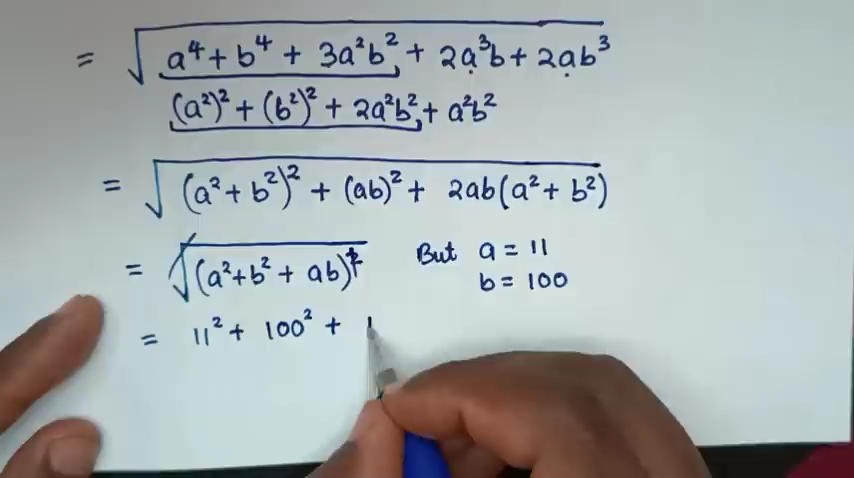 = √(a⁴ + b⁴ + 3a²b² + 2a³b + 2ab³)
(a²)² + (b²)² + 2a²b² + a²b²
= √((a² + b²)² + (ab)² + 2ab(a² + b²))
= √((a² + b² + ab)²) But a = 11
b = 100
= 11² + 100² + 1